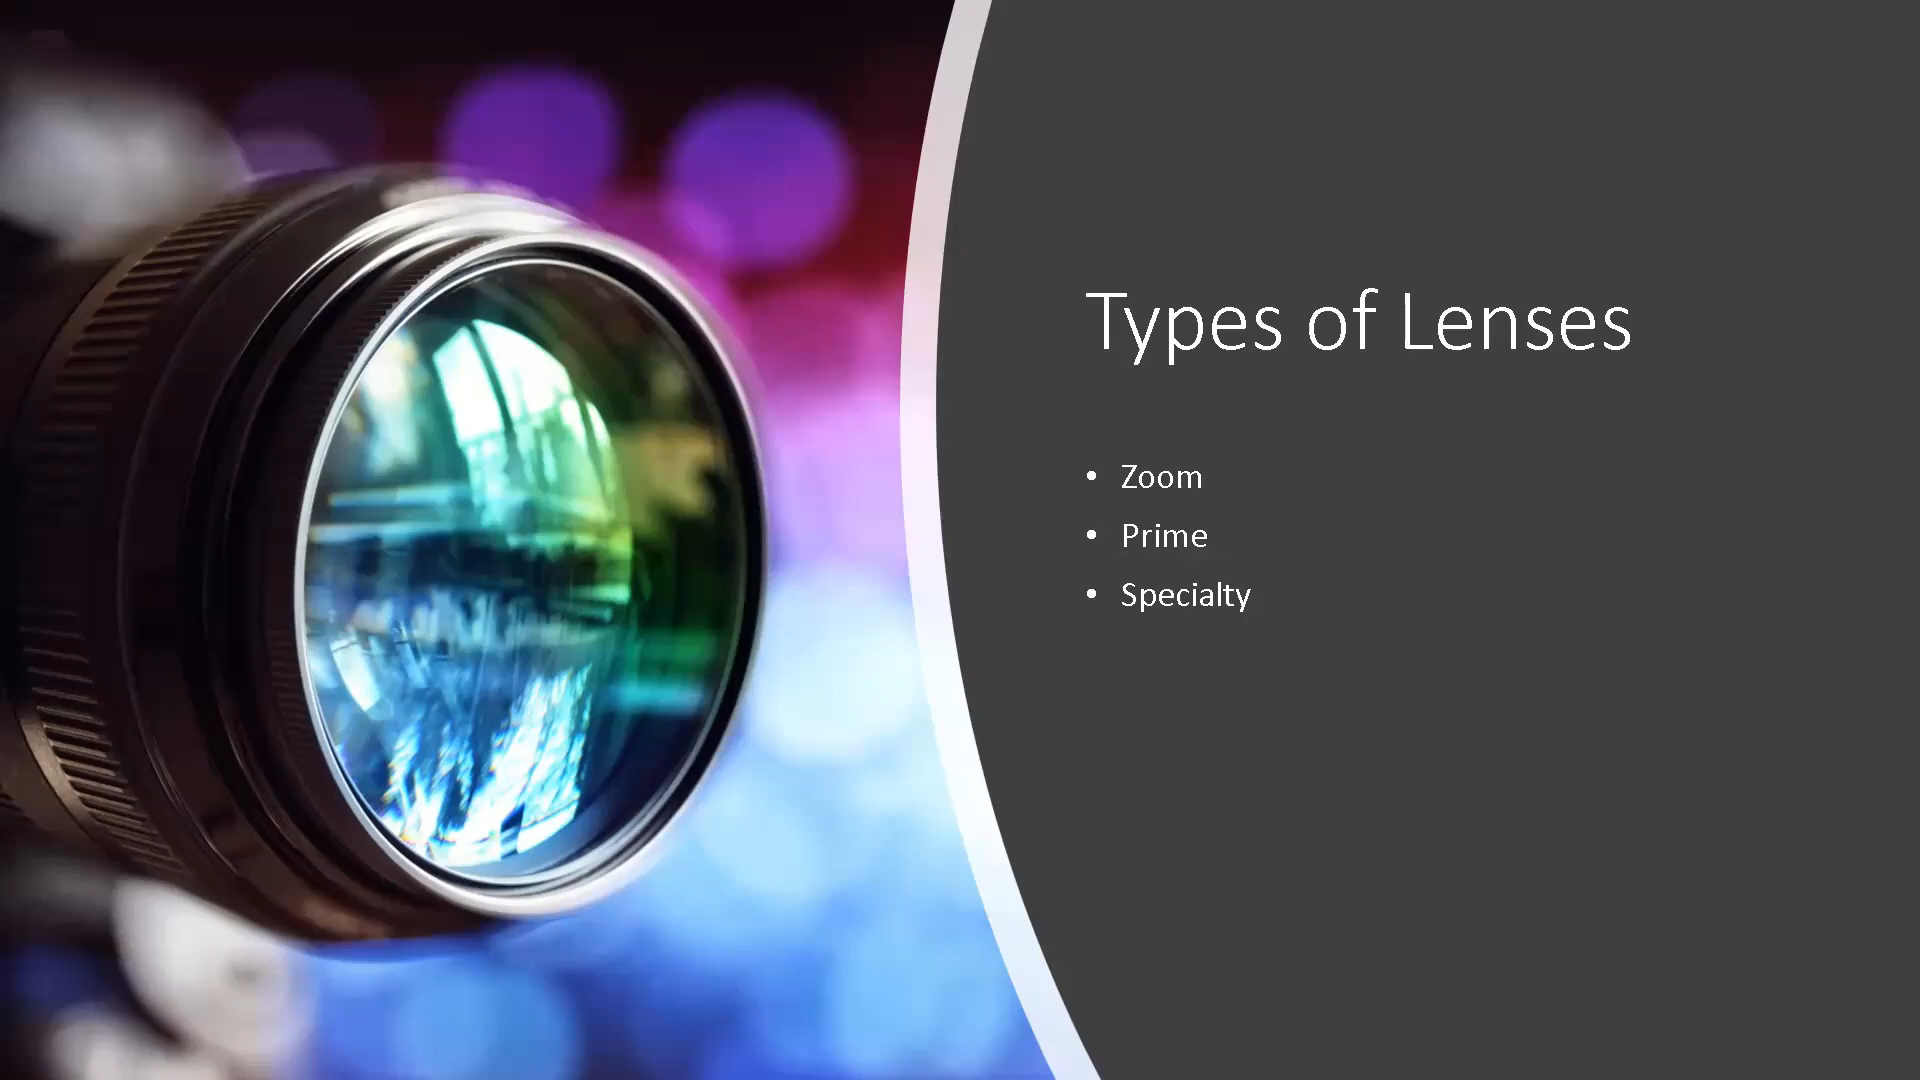 Types of Lenses
• Zoom
• Prime
• Specialty